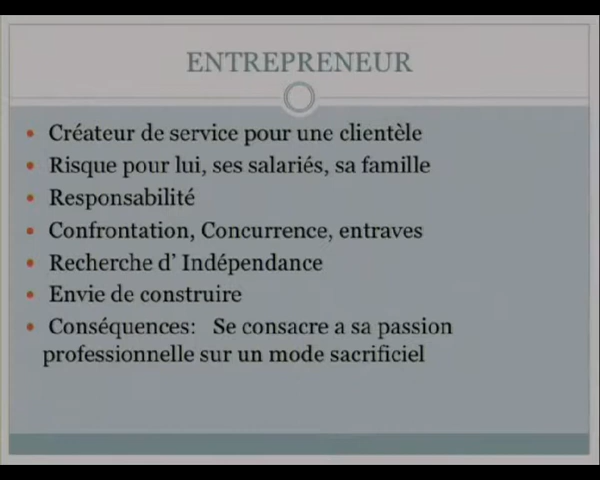 ENTREPRENEUR
• Créateur de service pour une clientèle
• Risque pour lui, ses salariés, sa famille
• Responsabilité
• Confrontation, Concurrence, entraves
• Recherche d’ Indépendance
• Envie de construire
• Conséquences: Se consacre a sa passion
professionnelle sur un mode sacrificiel